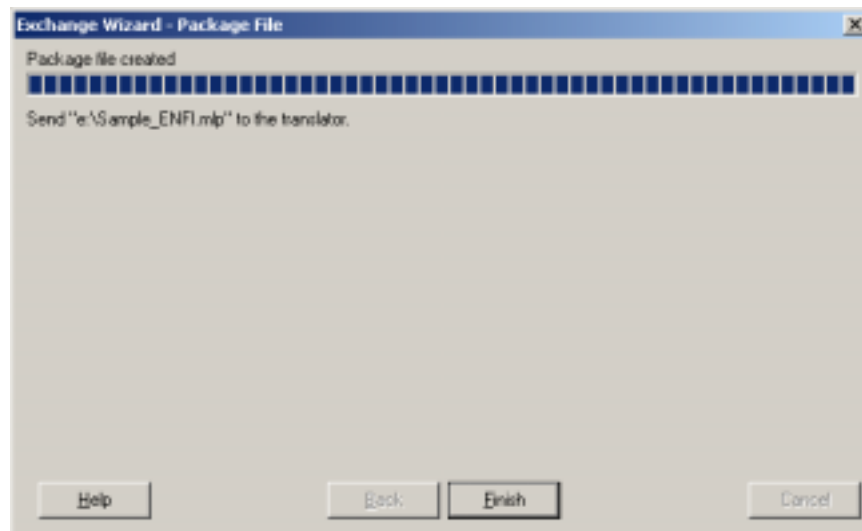 Exchange Wizard - Package File
Package file created
Send "e:\Sample_ENFI.mlp" to the translator.
Help Back Finish Cancel